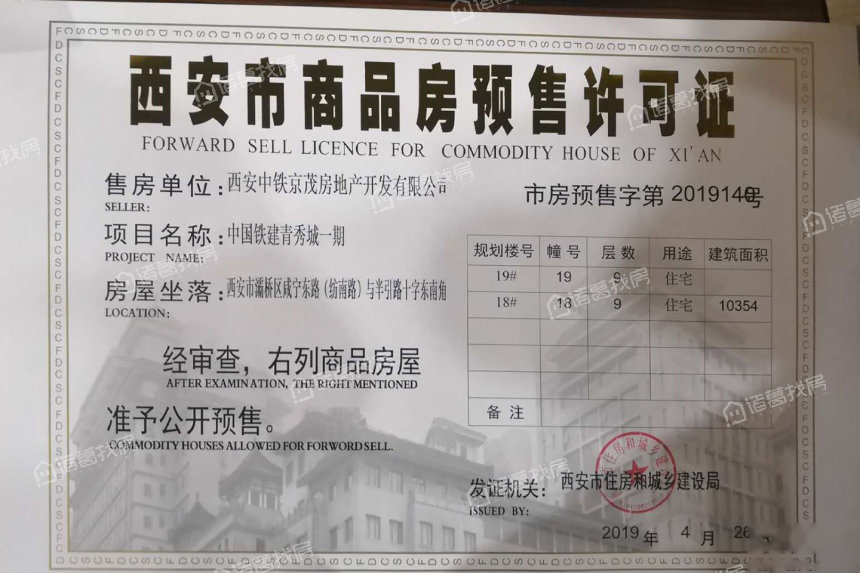 西安市商品房预售许可证
FORWARD SELL LICENCE FOR COMMODITY HOUSE OF XI'AN
售房单位：西安中铁京茂房地产开发有限公司
SELLER:
市房预售字第 2019140号
项目名称：中国铁建青秀城一期
PROJECT NAME:
房屋坐落：西安市灞桥区咸宁东路（纺南路）与半引路十字东南角
LOCATION:
规划楼号 幢号 层数 用途 建筑面积
19# 19 9 住宅
18# 18 9 住宅 10354
备注
经审查，右列商品房屋
AFTER EXAMINATION, THE RIGHT MENTIONED
准予公开预售。
COMMODITY HOUSES ALLOWED FOR FORWORD SELL.
发证机关：西安市住房和城乡建设局
ISSUED BY:
2019 年 4 月 26
诸葛找房